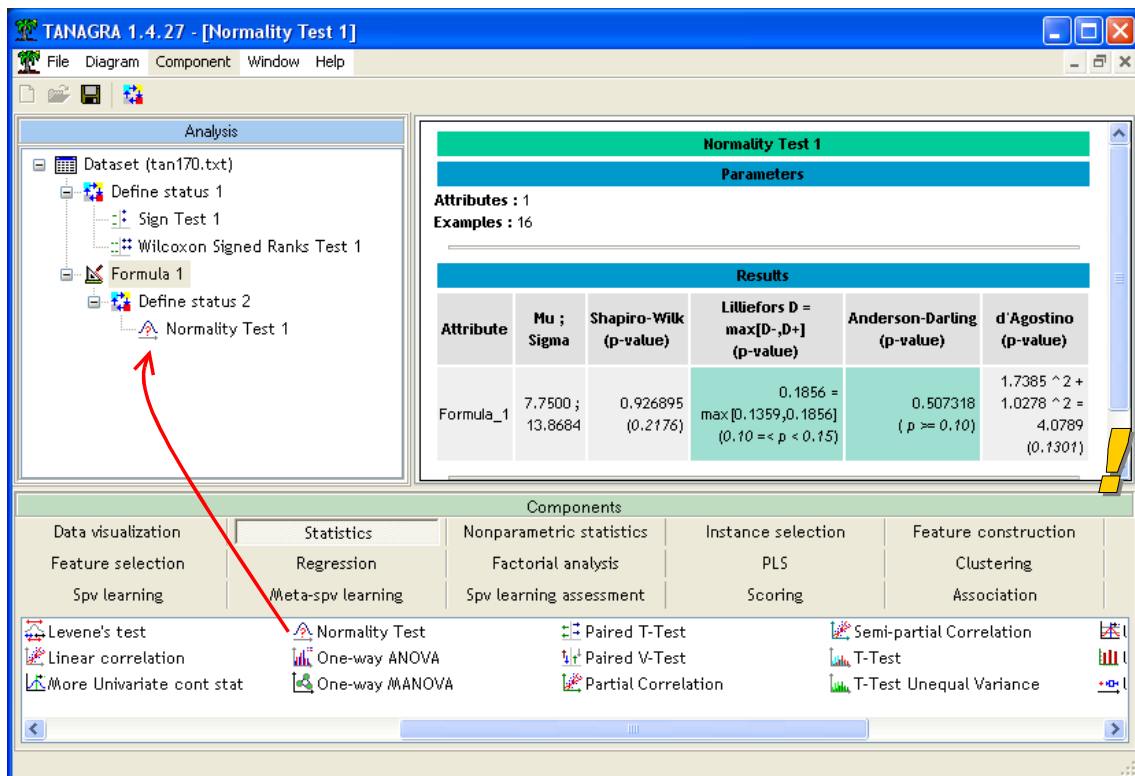 TANAGRA 1.4.27 - [Normality Test 1]
File Diagram Component Window Help
Analysis
Dataset (tan170.txt)
Define status 1
Sign Test 1
Wilcoxon Signed Ranks Test 1
Formula 1
Define status 2
Normality Test 1
Normality Test 1
Parameters
Attributes : 1
Examples : 16
Results
Attribute
Mu ;
Sigma
Shapiro-Wilk
(p-value)
Lilliefors D =
max[D-,D+]
(p-value)
Anderson-Darling
(p-value)
d'Agostino
(p-value)
Formula_1
7.7500 ;
13.8684
0.926895
(0.2176)
0.1856 =
max[0.1359,0.1856]
(0.10 =< p < 0.15)
0.507318
( p >= 0.10)
1.7385 ^2 +
1.0278 ^2 =
4.0789
(0.1301)
!
Components
Data visualization Statistics Nonparametric statistics Instance selection Feature construction
Feature selection Regression Factorial analysis PLS Clustering
Spv learning Meta-spv learning Spv learning assessment Scoring Association
Levene's test Normality Test Paired T-Test Semi-partial Correlation
Linear correlation One-way ANOVA Paired V-Test T-Test
More Univariate cont stat One-way MANOVA Partial Correlation T-Test Unequal Variance